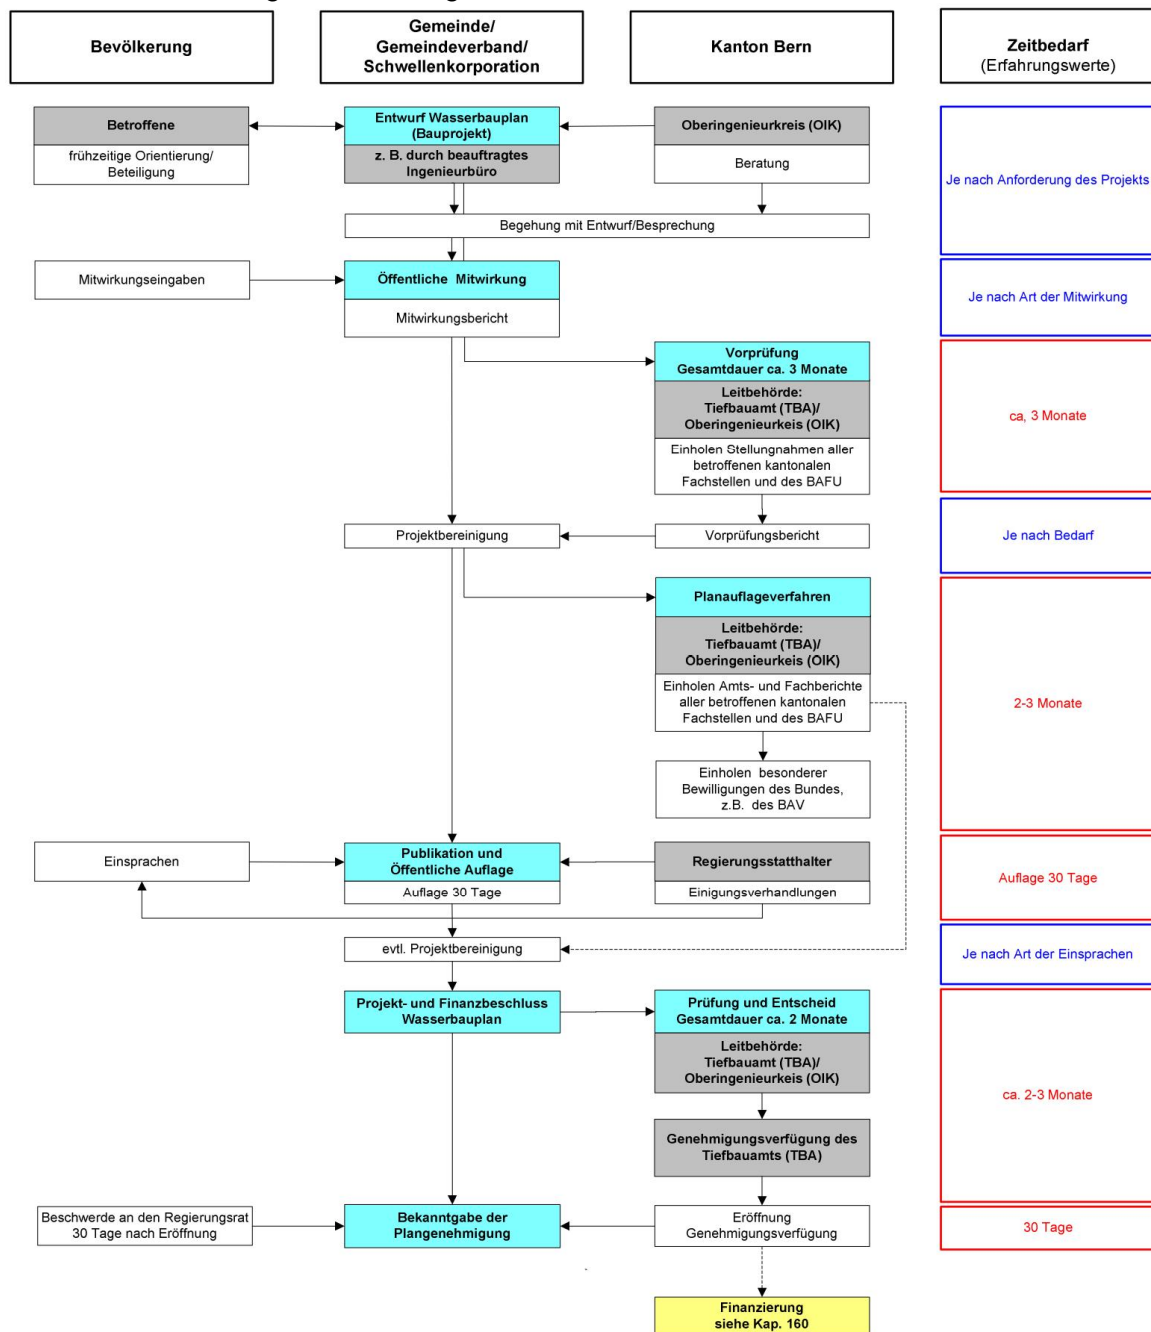 Bevölkerung
Gemeinde/
Gemeindeverband/
Schwellenkorporation
Kanton Bern
Zeitbedarf
(Erfahrungswerte)
Betroffene
frühzeitige Orientierung/
Beteiligung
Entwurf Wasserbauplan
(Bauprojekt)
z. B. durch beauftragtes
Ingenieurbüro
Oberingenieurkreis (OIK)
Beratung
Je nach Anforderung des Projekts
Begehung mit Entwurf/Besprechung
Mitwirkungseingaben
Öffentliche Mitwirkung
Mitwirkungsbericht
Je nach Art der Mitwirkung
Vorprüfung
Gesamtdauer ca. 3 Monate
Leitbehörde:
Tiefbauamt (TBA)/
Oberingenieurkeis (OIK)
Einholen Stellungnahmen aller
betroffenen kantonalen
Fachstellen und des BAFU
ca, 3 Monate
Projektbereinigung
Vorprüfungsbericht
Je nach Bedarf
Planauflageverfahren
Leitbehörde:
Tiefbauamt (TBA)/
Oberingenieurkeis (OIK)
Einholen Amts- und Fachberichte
aller betroffenen kantonalen
Fachstellen und des BAFU
Einholen besonderer
Bewilligungen des Bundes,
z.B. des BAV
2-3 Monate
Einsprachen
Publikation und
Öffentliche Auflage
Auflage 30 Tage
Regierungsstatthalter
Einigungsverhandlungen
Auflage 30 Tage
evtl. Projektbereinigung
Je nach Art der Einsprachen
Projekt- und Finanzbeschluss
Wasserbauplan
Prüfung und Entscheid
Gesamtdauer ca. 2 Monate
Leitbehörde:
Tiefbauamt (TBA)/
Oberingenieurkeis (OIK)
Genehmigungsverfügung des
Tiefbauamts (TBA)
ca. 2-3 Monate
Beschwerde an den Regierungsrat
30 Tage nach Eröffnung
Bekanntgabe der
Plangenehmigung
Eröffnung
Genehmigungsverfügung
30 Tage
Finanzierung
siehe Kap. 160